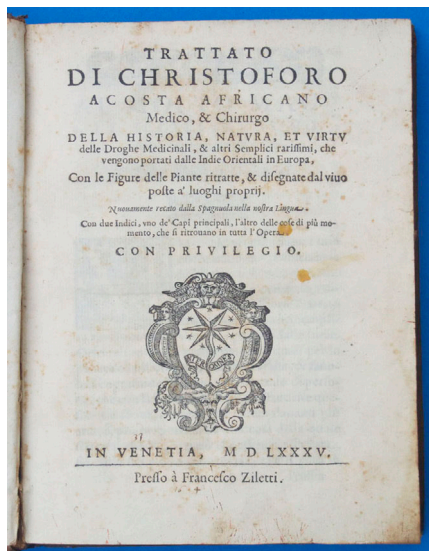 TRATTATO
DI CHRISTOFORO
ACOSTA AFRICANO
Medico, & Chirurgo
DELLA HISTORIA, NATVRA, ET VIRTV
delle Droghe Medicinali, & altri Semplici rarissimi, che
vengono portati dalle Indie Orientali in Europa,
Con le Figure delle Piante ritratte, & disegnate dal viuo
poste a' luoghi proprij.
Nuouamente recato dalla Spagnuola nella nostra Lingua.
Con due Indici, vno de' Capi principali, l'altro delle cose di più mo-
mento, che si ritrouano in tutta l'Opera.
CON PRIVILEGIO.
IN VENETIA, M D LXXXV.
Presso à Francesco Ziletti.